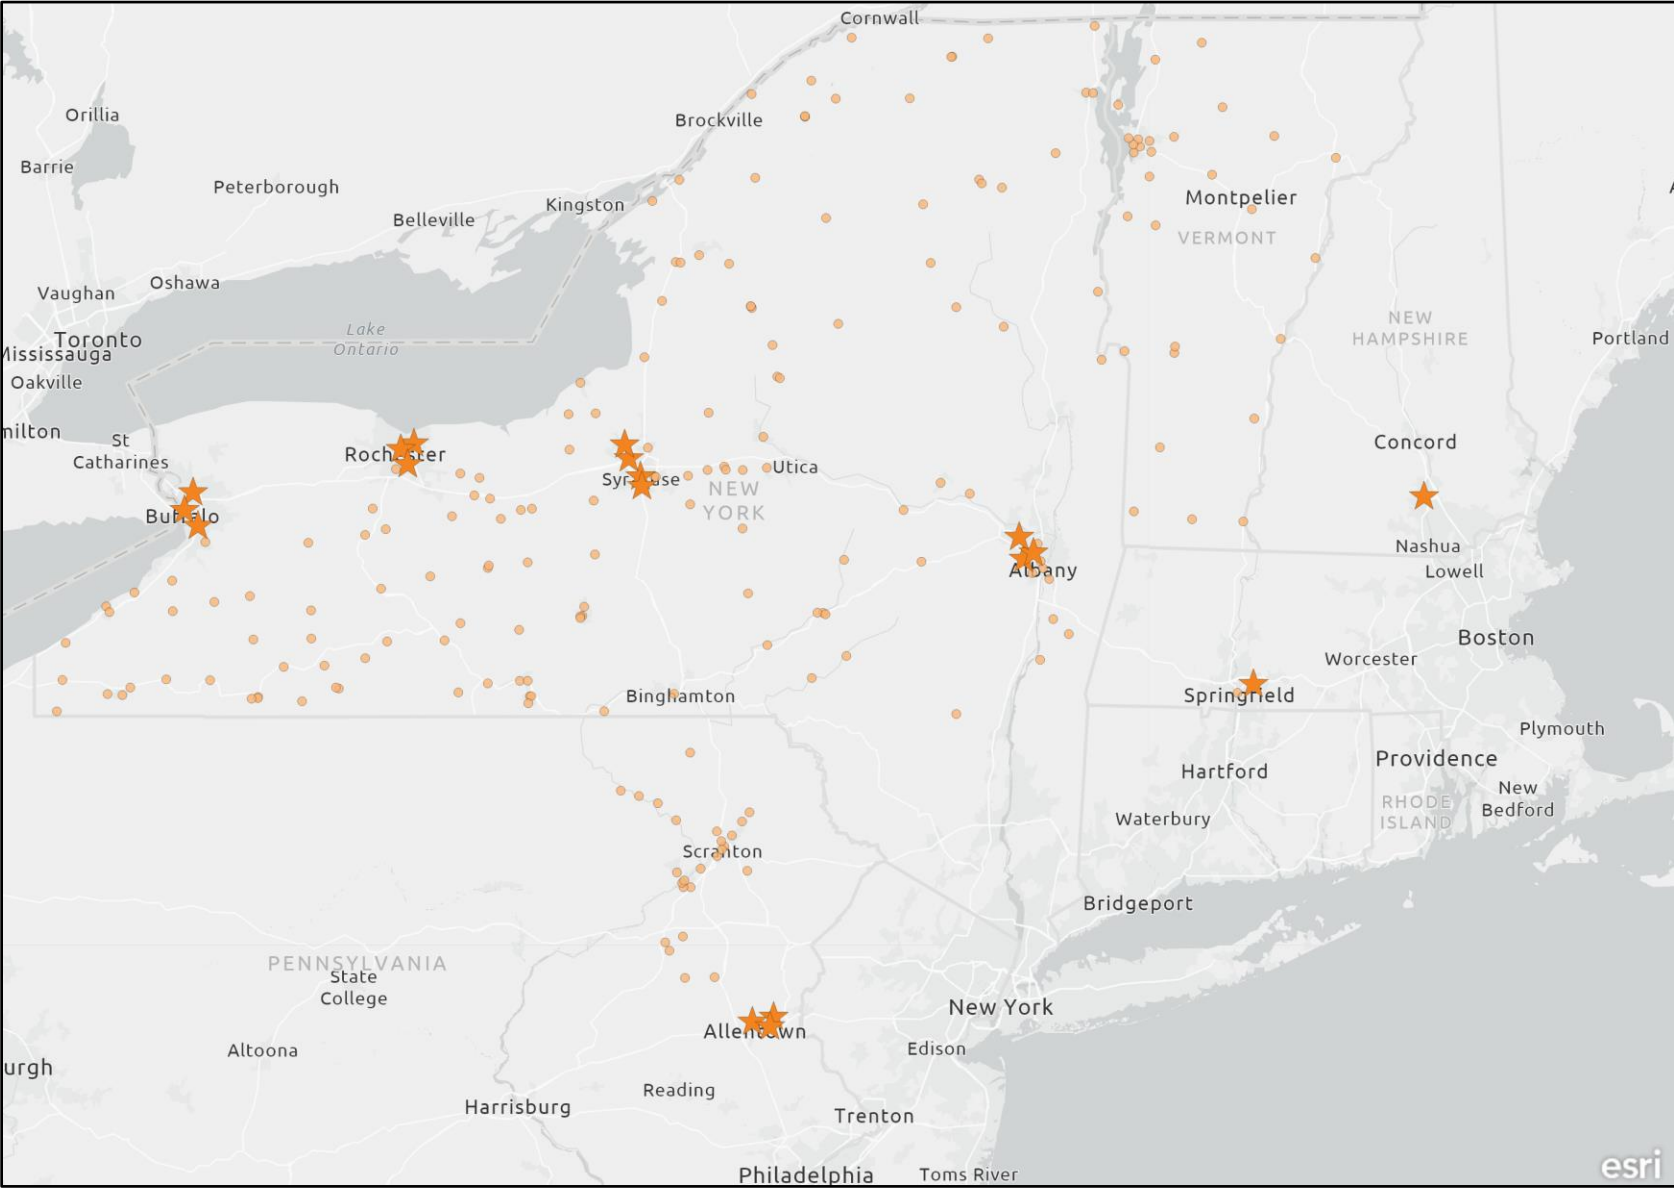 Cornwall
Orillia
Brockville
Barrie
Peterborough
Kingston
Montpelier
Belleville
VERMONT
Oshawa
Vaughan
NEW
HAMPSHIRE
Lake
Ontario
Toronto
Portland
Mississauga
Oakville
milton
St
Catharines
Concord
Rochester
Utica
Syracuse
NEW
YORK
Buffalo
Nashua
Albany
Lowell
Boston
Worcester
Springfield
Binghamton
Plymouth
Providence
Hartford
New
Bedford
RHODE
ISLAND
Waterbury
Scranton
Bridgeport
PENNSYLVANIA
State
College
New York
Allentown
Edison
Altoona
urgh
Reading
Harrisburg
Trenton
Philadelphia
Toms River
esri